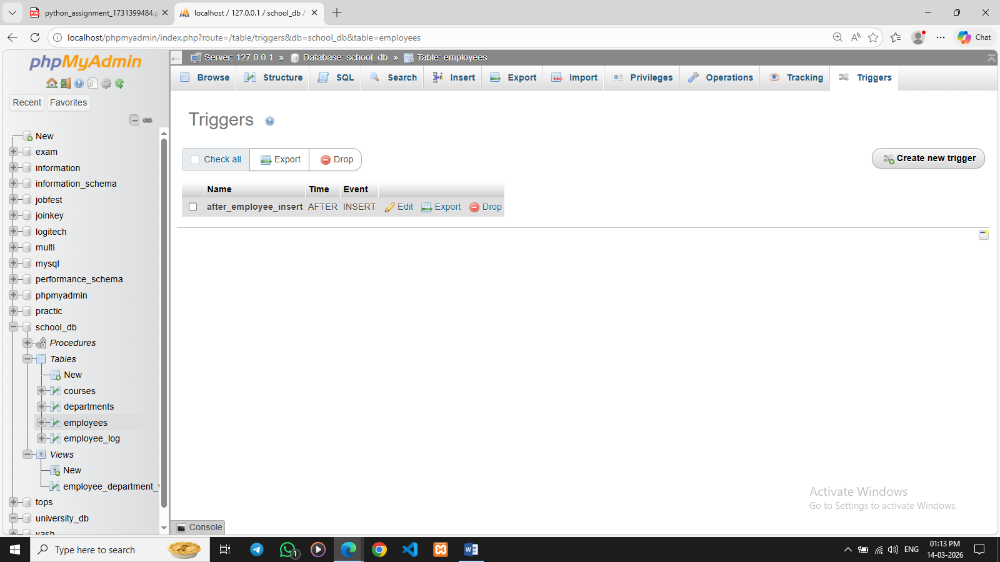 python_assignment_1731399484.p
localhost / 127.0.0.1 / school_db /
localhost/phpmyadmin/index.php?route=/table/triggers&db=school_db&table=employees
Chat
phpMyAdmin
Recent
Favorites
New
exam
information
information_schema
jobfest
joinkey
logitech
multi
mysql
performance_schema
phpmyadmin
practic
school_db
Procedures
Tables
New
courses
departments
employees
employee_log
Views
New
employee_department_
tops
university_db
vash
Server: 127.0.0.1 » Database: school_db » Table: employees
Browse Structure SQL Search Insert Export Import Privileges Operations Tracking Triggers
Triggers
Check all Export Drop
Create new trigger
Name Time Event
after_employee_insert AFTER INSERT Edit Export Drop
Activate Windows
Go to Settings to activate Windows.
Console
Type here to search
1
ENG
01:13 PM
14-03-2026